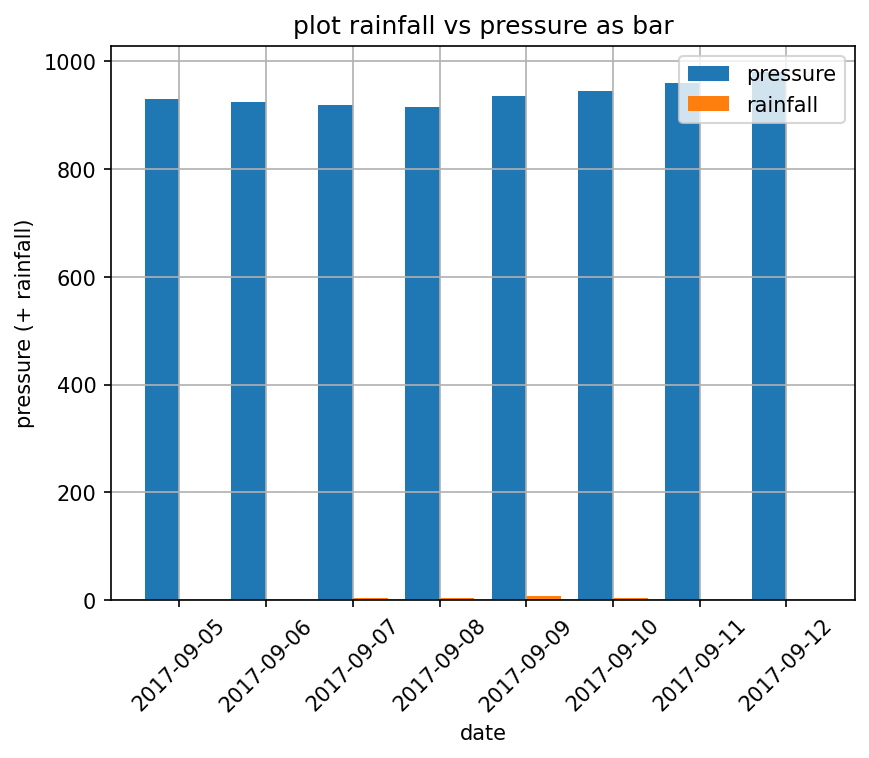 plot rainfall vs pressure as bar
pressure
rainfall
1000
800
600
400
200
0
pressure (+ rainfall)
2017-09-05
2017-09-06
2017-09-07
2017-09-08
2017-09-09
2017-09-10
2017-09-11
2017-09-12
date